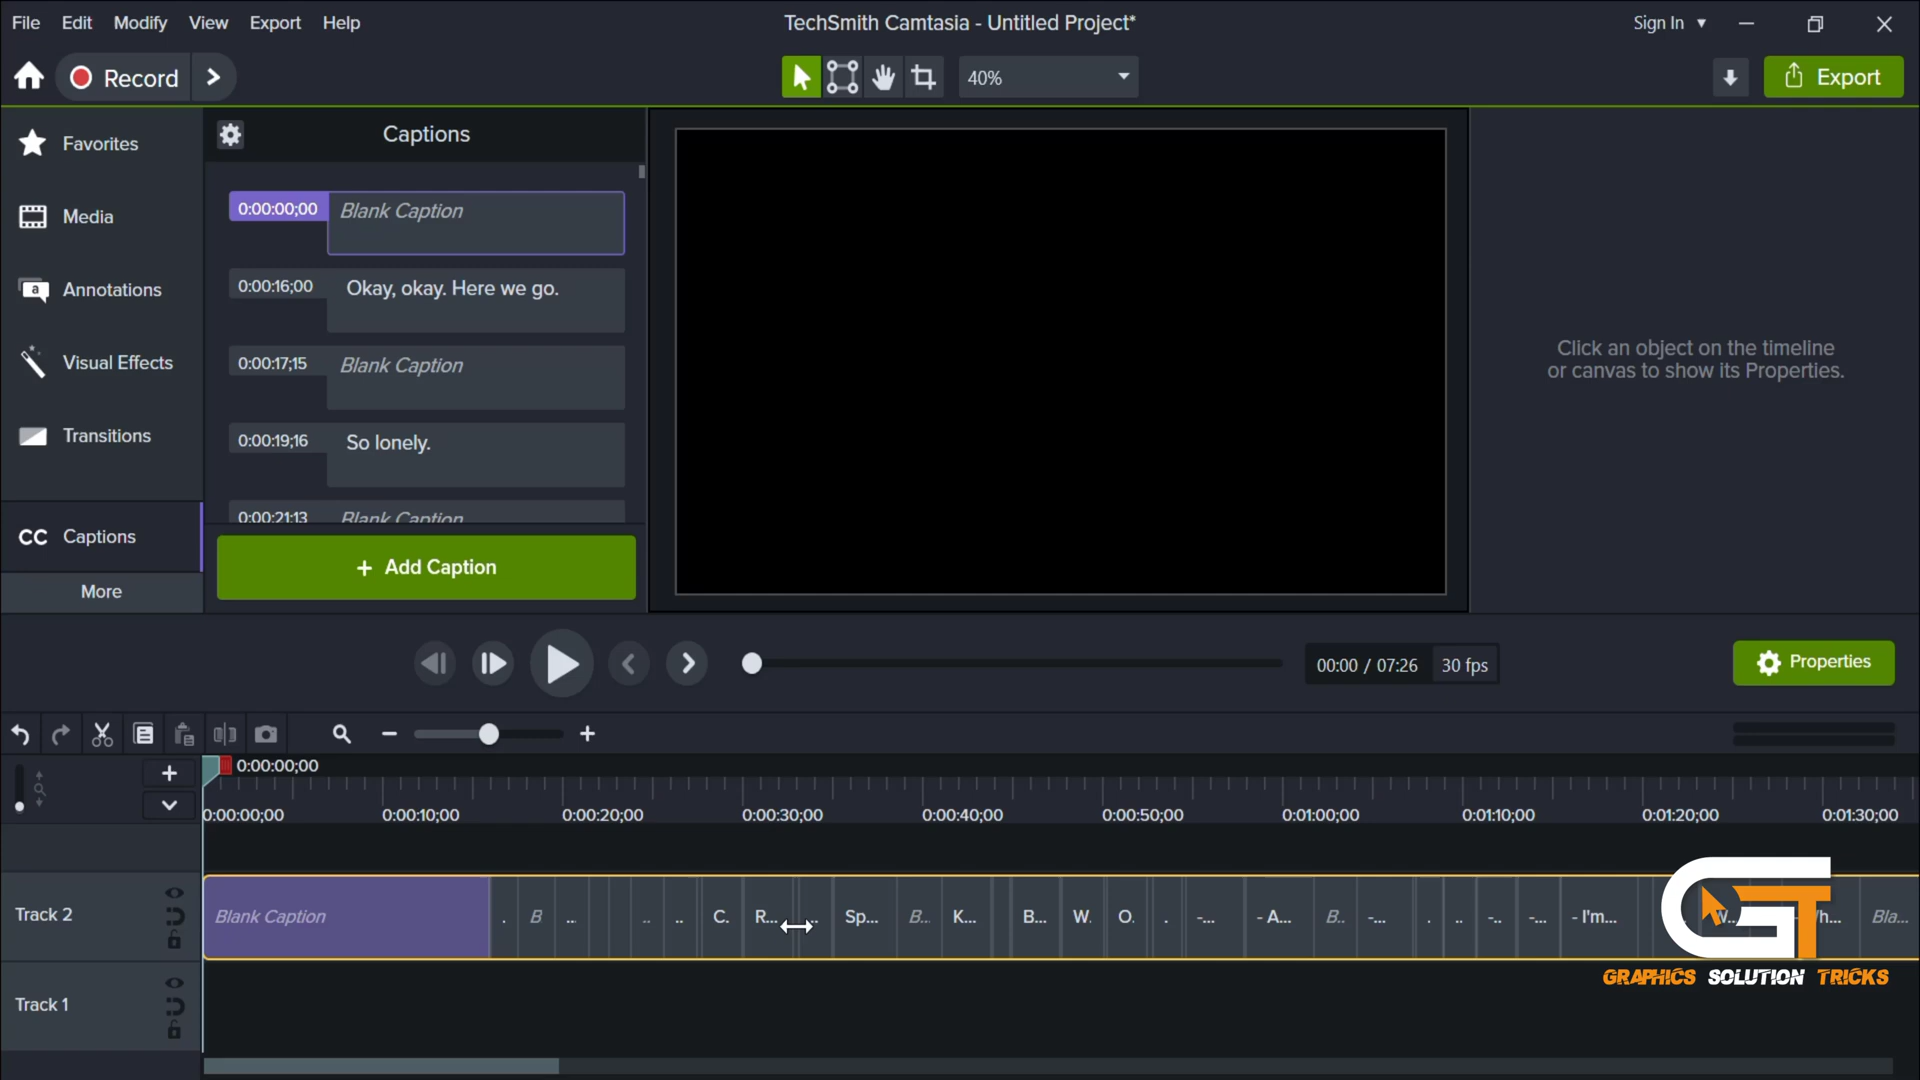 File Edit Modify View Export Help
TechSmith Camtasia - Untitled Project*
Sign In
Record
40%
Export
Favorites
Media
Annotations
a
Visual Effects
Transitions
CC Captions
More
Captions
0:00:00;00 Blank Caption
0:00:16;00 Okay, okay. Here we go.
0:00:17;15 Blank Caption
0:00:19;16 So lonely.
0:00:21;13 Blank Caption
+ Add Caption
Click an object on the timeline
or canvas to show its Properties.
00:00 / 07:26 30 fps
Properties
0:00:00;00
0:00:00;00 0:00:10;00 0:00:20;00 0:00:30;00 0:00:40;00 0:00:50;00 0:01:00;00 0:01:10;00 0:01:20;00 0:01:30;00
Track 2
Blank Caption . B .. .. .. C. R... .. Sp... B... K... B... W. O. . -... - A... B.. -... . .. -.. -... - I'm... W... Bla...
Track 1
GT
GRAPHICS SOLUTION TRICKS